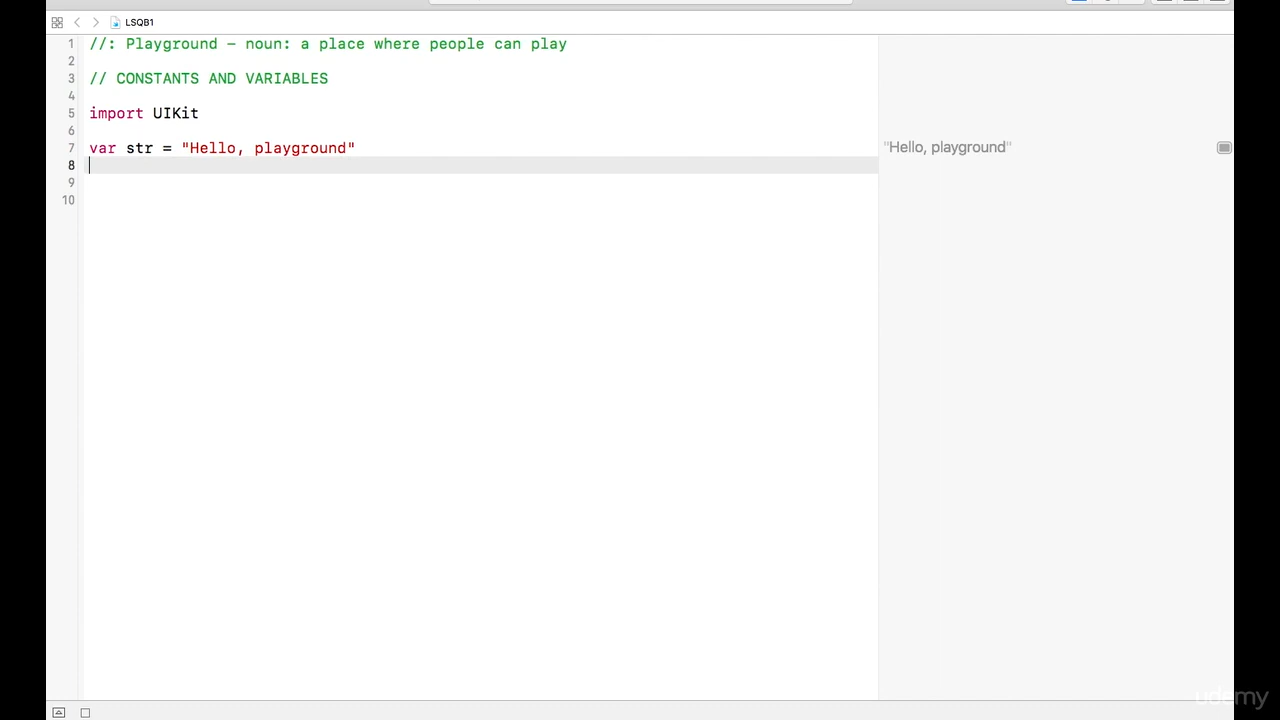 LSQB1
1 //: Playground – noun: a place where people can play
2
3 // CONSTANTS AND VARIABLES
4
5 import UIKit
6
7 var str = "Hello, playground" "Hello, playground"
8
9
10
udemy